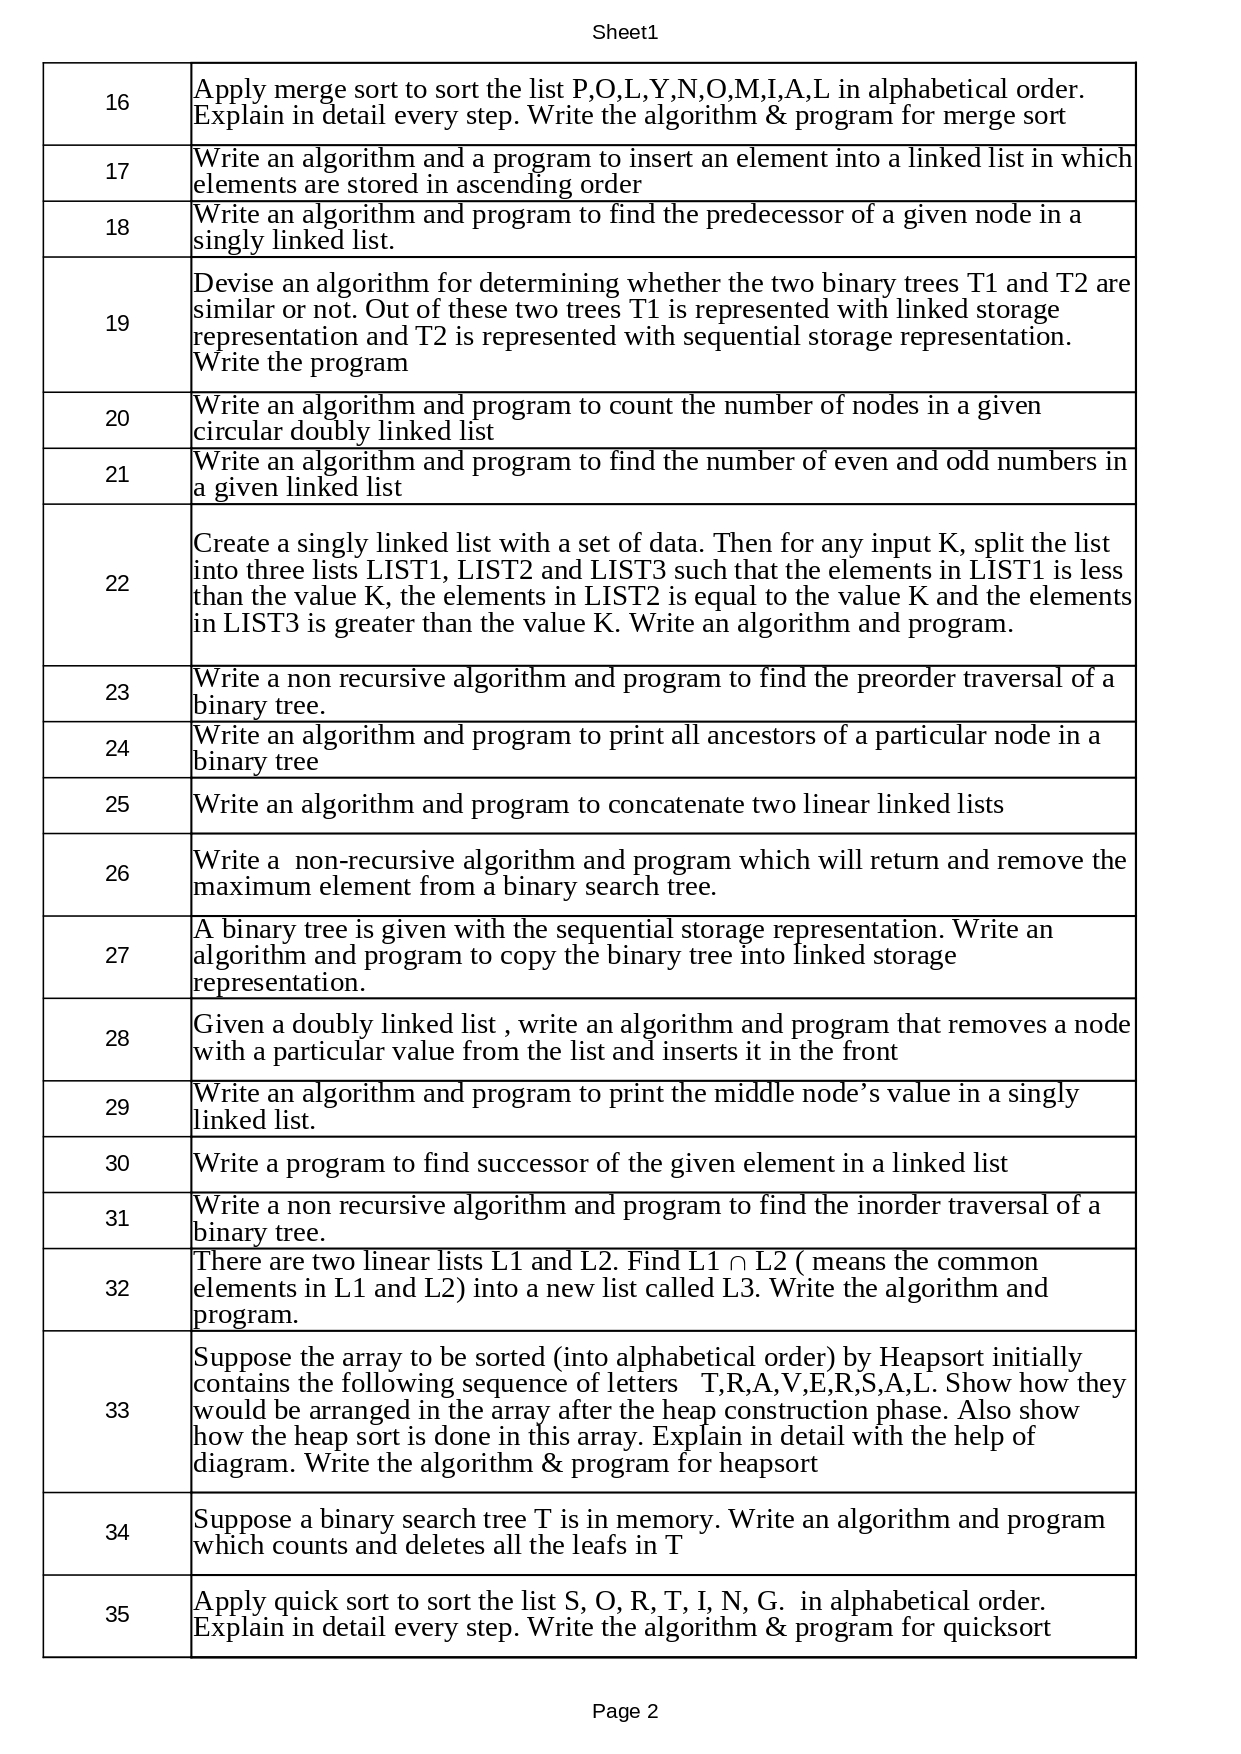 Sheet1
16
Apply merge sort to sort the list P,O,L,Y,N,O,M,I,A,L in alphabetical order.
Explain in detail every step. Write the algorithm & program for merge sort
17
Write an algorithm and a program to insert an element into a linked list in which
elements are stored in ascending order
18
Write an algorithm and program to find the predecessor of a given node in a
singly linked list.
19
Devise an algorithm for determining whether the two binary trees T1 and T2 are
similar or not. Out of these two trees T1 is represented with linked storage
representation and T2 is represented with sequential storage representation.
Write the program
20
Write an algorithm and program to count the number of nodes in a given
circular doubly linked list
21
Write an algorithm and program to find the number of even and odd numbers in
a given linked list
22
Create a singly linked list with a set of data. Then for any input K, split the list
into three lists LIST1, LIST2 and LIST3 such that the elements in LIST1 is less
than the value K, the elements in LIST2 is equal to the value K and the elements
in LIST3 is greater than the value K. Write an algorithm and program.
23
Write a non recursive algorithm and program to find the preorder traversal of a
binary tree.
24
Write an algorithm and program to print all ancestors of a particular node in a
binary tree
25
Write an algorithm and program to concatenate two linear linked lists
26
Write a  non-recursive algorithm and program which will return and remove the
maximum element from a binary search tree.
27
A binary tree is given with the sequential storage representation. Write an
algorithm and program to copy the binary tree into linked storage
representation.
28
Given a doubly linked list , write an algorithm and program that removes a node
with a particular value from the list and inserts it in the front
29
Write an algorithm and program to print the middle node’s value in a singly
linked list.
30
Write a program to find successor of the given element in a linked list
31
Write a non recursive algorithm and program to find the inorder traversal of a
binary tree.
32
There are two linear lists L1 and L2. Find L1 ∩ L2 ( means the common
elements in L1 and L2) into a new list called L3. Write the algorithm and
program.
33
Suppose the array to be sorted (into alphabetical order) by Heapsort initially
contains the following sequence of letters   T,R,A,V,E,R,S,A,L. Show how they
would be arranged in the array after the heap construction phase. Also show
how the heap sort is done in this array. Explain in detail with the help of
diagram. Write the algorithm & program for heapsort
34
Suppose a binary search tree T is in memory. Write an algorithm and program
which counts and deletes all the leafs in T
35
Apply quick sort to sort the list S, O, R, T, I, N, G.  in alphabetical order.
Explain in detail every step. Write the algorithm & program for quicksort
Page 2